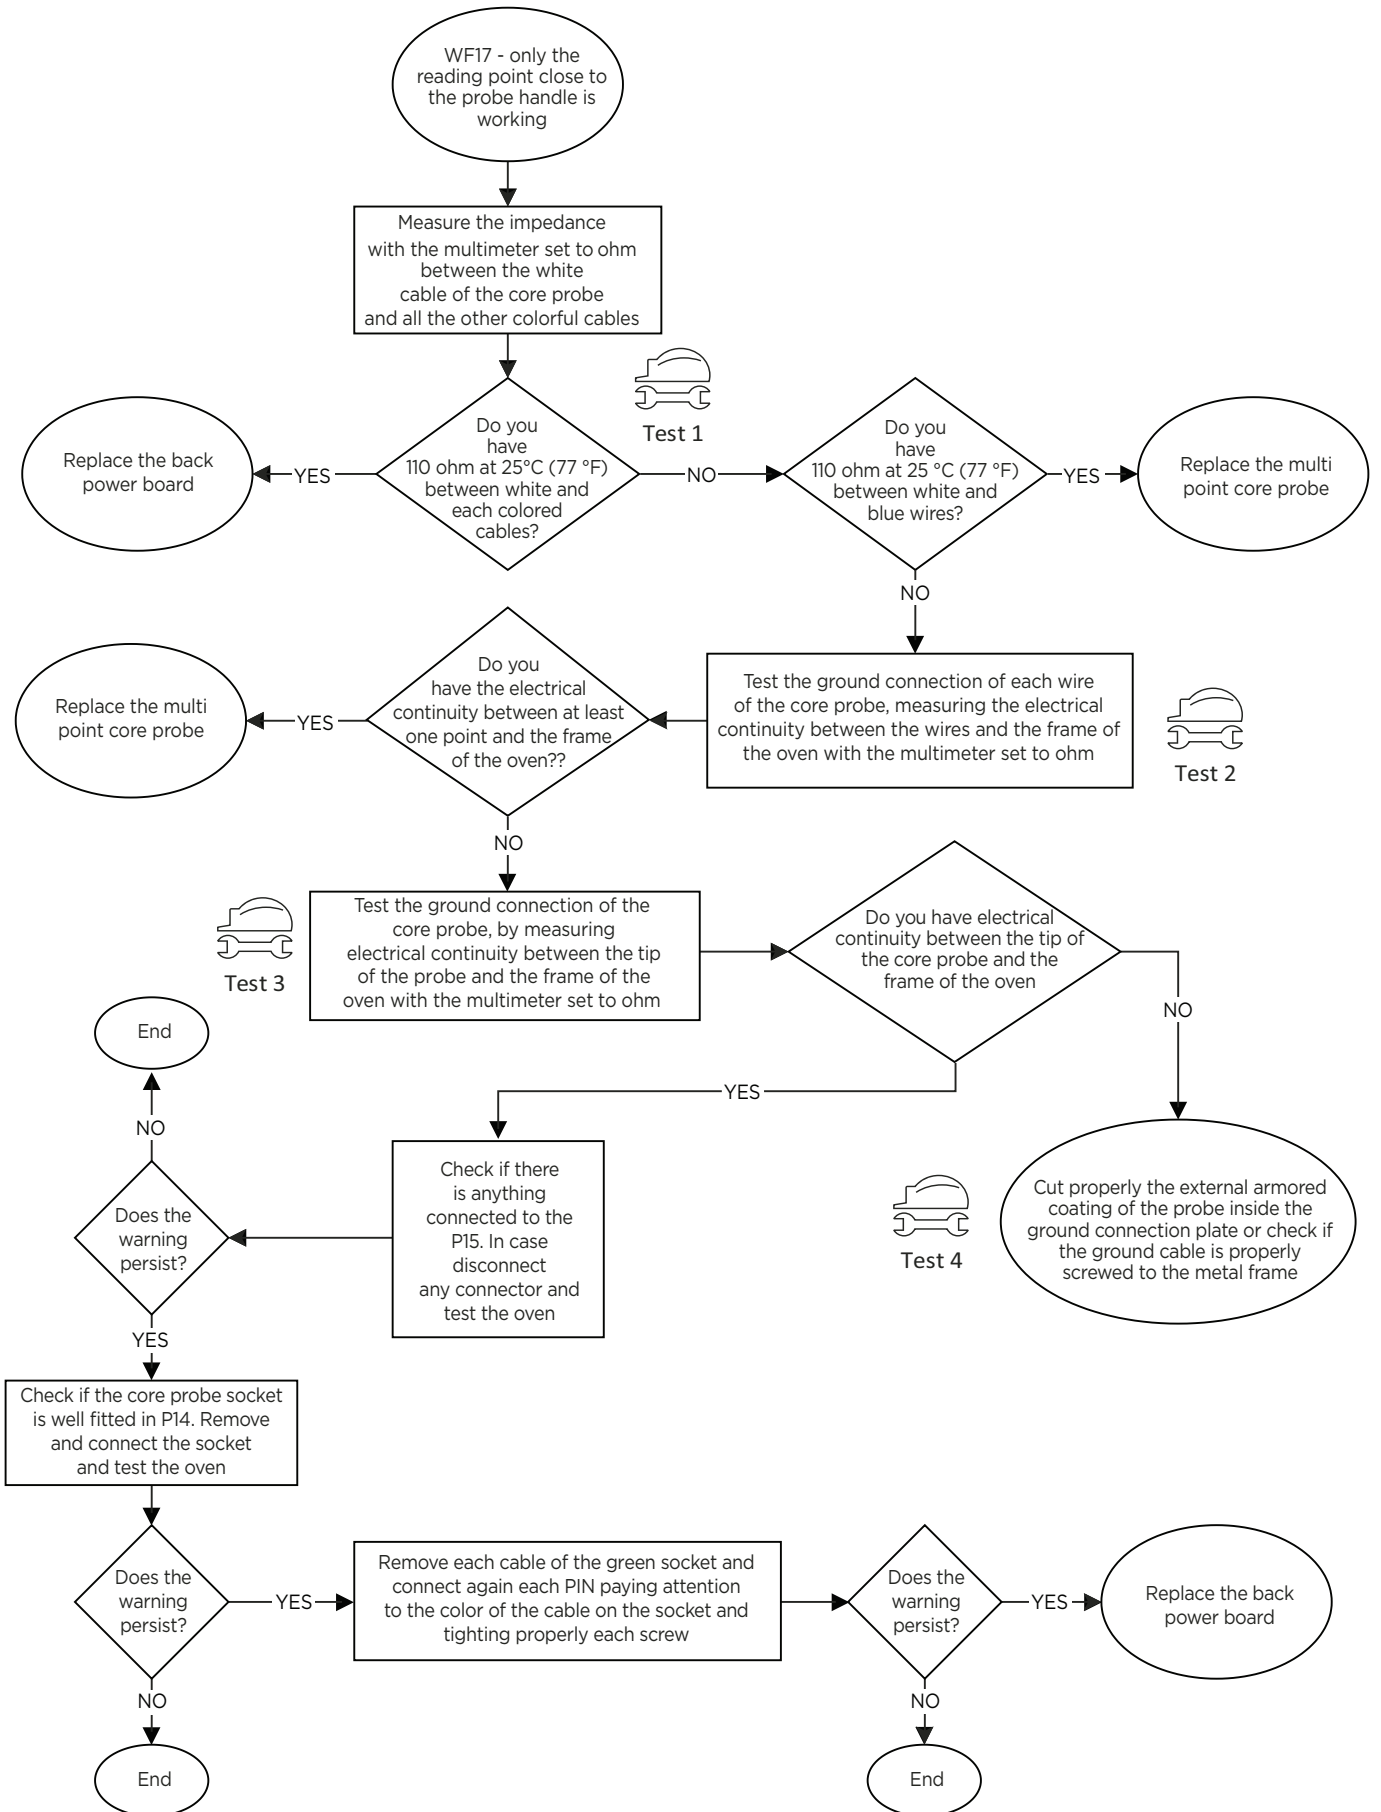 WF17 - only the
reading point close to
the probe handle is
working
Measure the impedance
with the multimeter set to ohm
between the white
cable of the core probe
and all the other colorful cables
Test 1
Do you
have
110 ohm at 25°C (77 °F)
between white and
each colored
cables?
YES
Replace the back
power board
NO
Do you
have
110 ohm at 25 °C (77 °F)
between white and
blue wires?
YES
Replace the multi
point core probe
NO
Test the ground connection of each wire
of the core probe, measuring the electrical
continuity between the wires and the frame of
the oven with the multimeter set to ohm
Test 2
Do you
have the electrical
continuity between at least
one point and the frame
of the oven??
YES
Replace the multi
point core probe
NO
Test the ground connection of the
core probe, by measuring
electrical continuity between the tip
of the probe and the frame of the
oven with the multimeter set to ohm
Test 3
Do you have electrical
continuity between the tip of
the core probe and the
frame of the oven
NO
Cut properly the external armored
coating of the probe inside the
ground connection plate or check if
the ground cable is properly
screwed to the metal frame
Test 4
YES
Check if there
is anything
connected to the
P15. In case
disconnect
any connector and
test the oven
Does the
warning
persist?
NO
End
YES
Check if the core probe socket
is well fitted in P14. Remove
and connect the socket
and test the oven
Does the
warning
persist?
NO
End
YES
Remove each cable of the green socket and
connect again each PIN paying attention
to the color of the cable on the socket and
tighting properly each screw
Does the
warning
persist?
YES
Replace the back
power board
NO
End